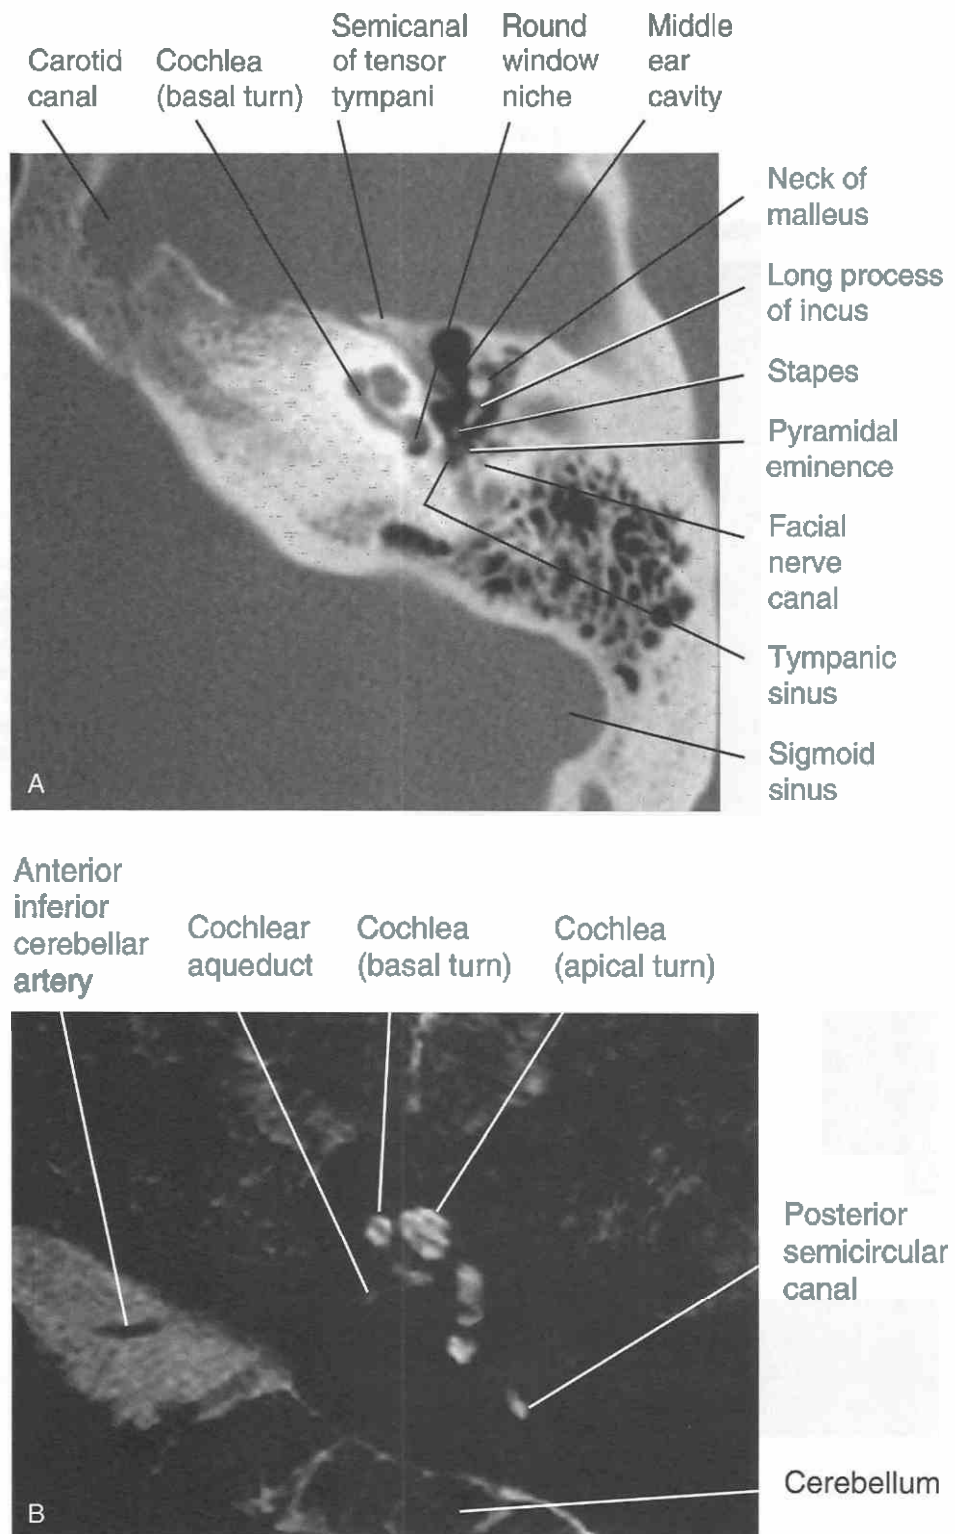 Carotid
canal
Cochlea
(basal turn)
Semicanal
of tensor
tympani
Round
window
niche
Middle
ear
cavity
Neck of
malleus
Long process
of incus
Stapes
Pyramidal
eminence
Facial
nerve
canal
Tympanic
sinus
Sigmoid
sinus
A
Anterior
inferior
cerebellar
artery
Cochlear
aqueduct
Cochlea
(basal turn)
Cochlea
(apical turn)
Posterior
semicircular
canal
Cerebellum
B